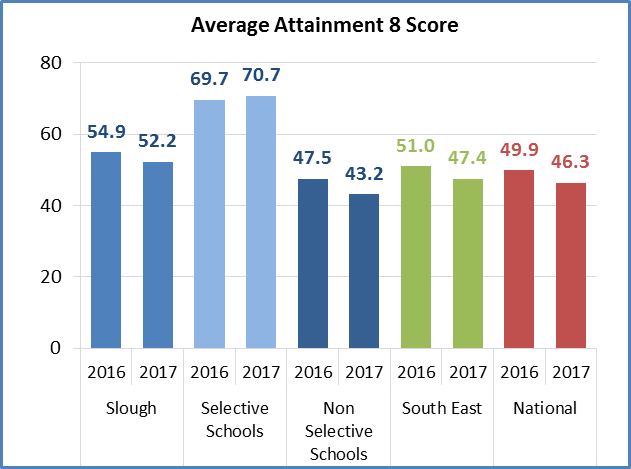 Average Attainment 8 Score
80
60
40
20
0
54.9
52.2
69.7
70.7
47.5
43.2
51.0
47.4
49.9
46.3
2016 2017 2016 2017 2016 2017 2016 2017 2016 2017
Slough
Selective
Schools
Non
Selective
Schools
South East
National